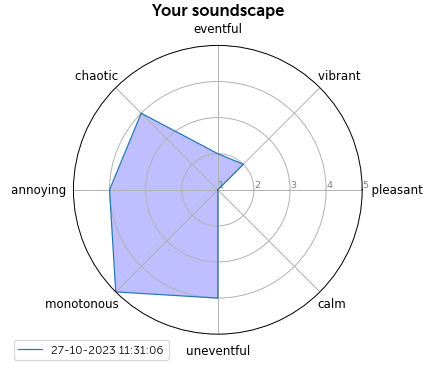 Your soundscape
eventful
chaotic
vibrant
annoying
1 2 3 4 5
pleasant
monotonous
calm
uneventful
27-10-2023 11:31:06